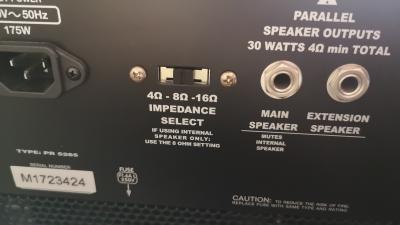 V~50Hz
175W
PARALLEL
SPEAKER OUTPUTS
30 WATTS 4Ω min TOTAL
4Ω - 8Ω -16Ω
IMPEDANCE
SELECT
IF USING INTERNAL
SPEAKER ONLY:
USE THE 8 OHM SETTING
MAIN
SPEAKER
MUTES
INTERNAL
SPEAKER
EXTENSION
SPEAKER
TYPE: PR 5265
SERIAL NUMBER
M1723424
FUSE
250V
CAUTION: TO REDUCE THE RISK OF FIRE
REPLACE FUSE WITH SAME TYPE AND RATING